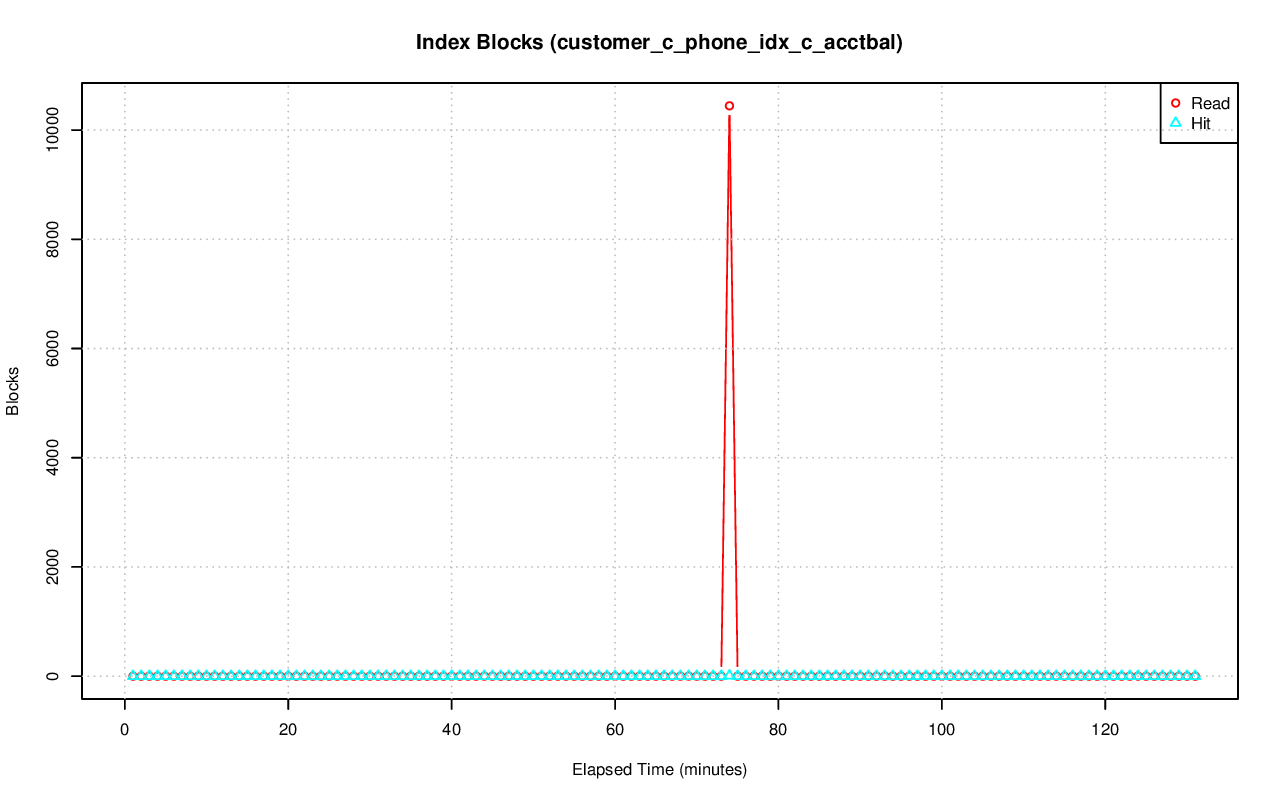 Index Blocks (customer_c_phone_idx_c_acctbal)
Read
Hit
Blocks
10000
8000
6000
4000
2000
0
0 20 40 60 80 100 120
Elapsed Time (minutes)